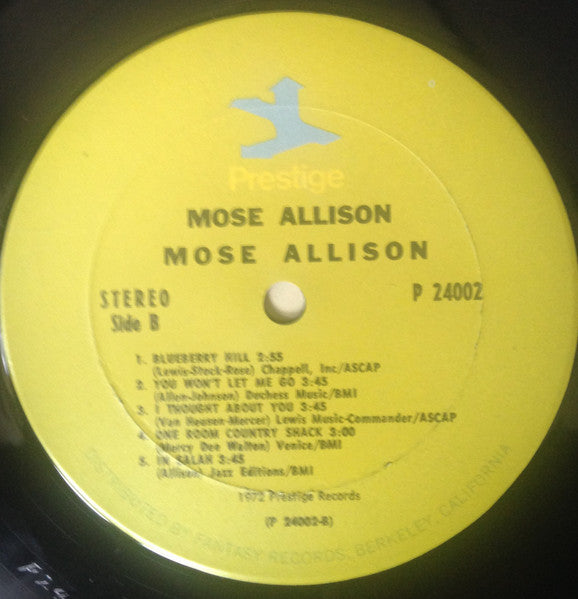 Prestige
MOSE ALLISON
MOSE ALLISON
STEREO
P 24002
Side B
1. BLUEBERRY HILL 2:55
(Lewis-Stock-Rose) Chappell, Inc/ASCAP
2. YOU WON'T LET ME GO 3:45
(Allen-Johnson) Dochess Music/BMI
3. I THOUGHT ABOUT YOU 3:45
(Van Heusen-Mercer) Lewis Music-Commander/ASCAP
4. ONE ROOM COUNTRY SHACK 3:00
(Mercy Dee Walton) Venice/BMI
5. IN SALAH 3:45
(Allison) Jazz Editions/BMI
1972 Prestige Records
(P 24002-B)
DISTRIBUTED BY FANTASY RECORDS, BERKELEY, CALIFORNIA